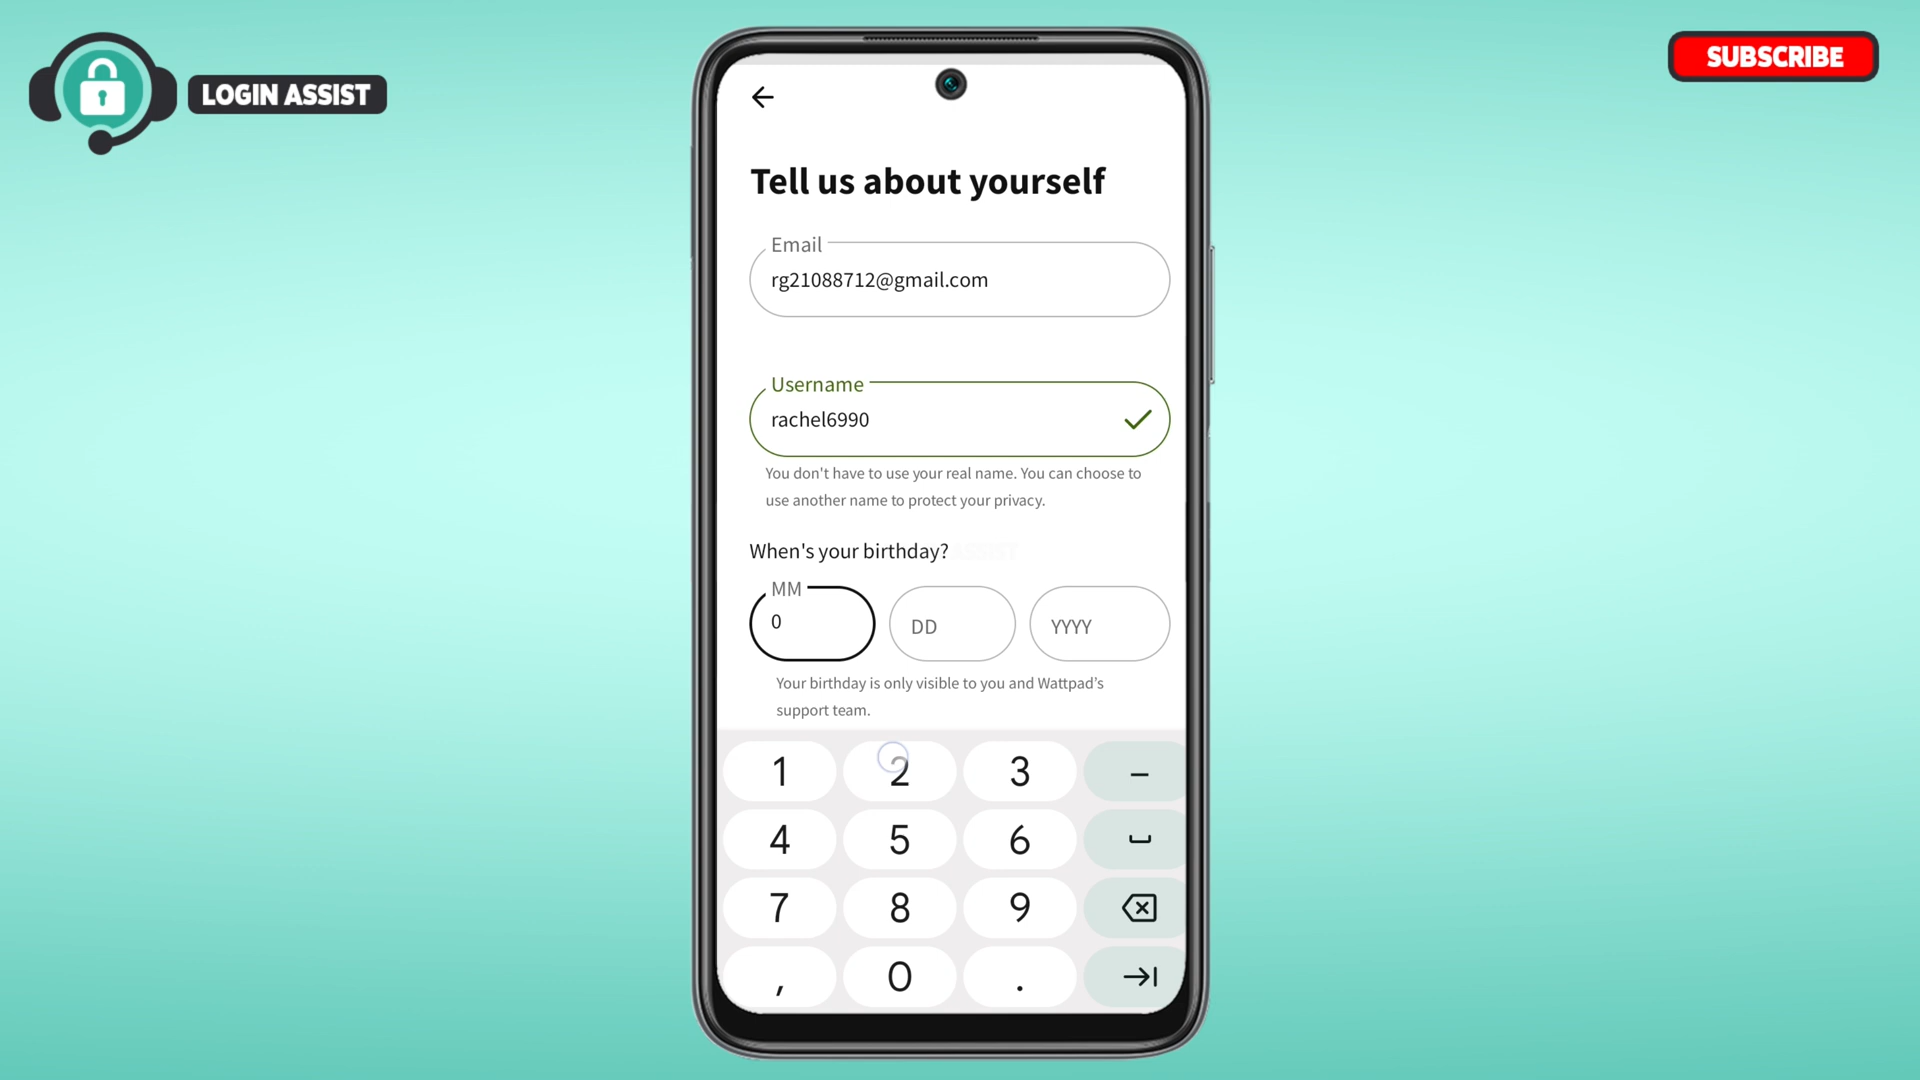 LOGIN ASSIST
SUBSCRIBE
Tell us about yourself
Email
rg21088712@gmail.com
Username
rachel6990
You don't have to use your real name. You can choose to
use another name to protect your privacy.
When's your birthday?
MM
0
DD
YYYY
Your birthday is only visible to you and Wattpad’s
support team.
1 2 3 –
4 5 6
7 8 9
, 0 .